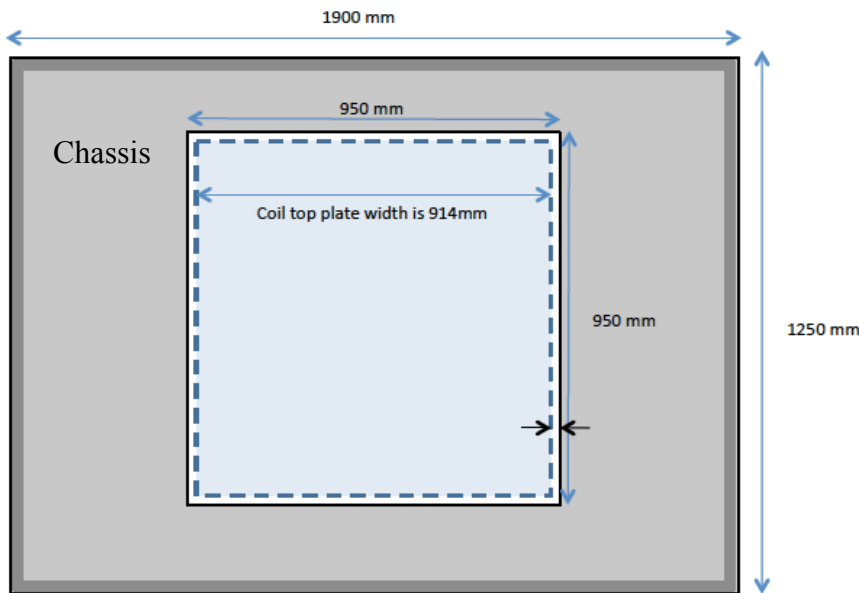 1900 mm
950 mm
Chassis
Coil top plate width is 914mm
950 mm
1250 mm